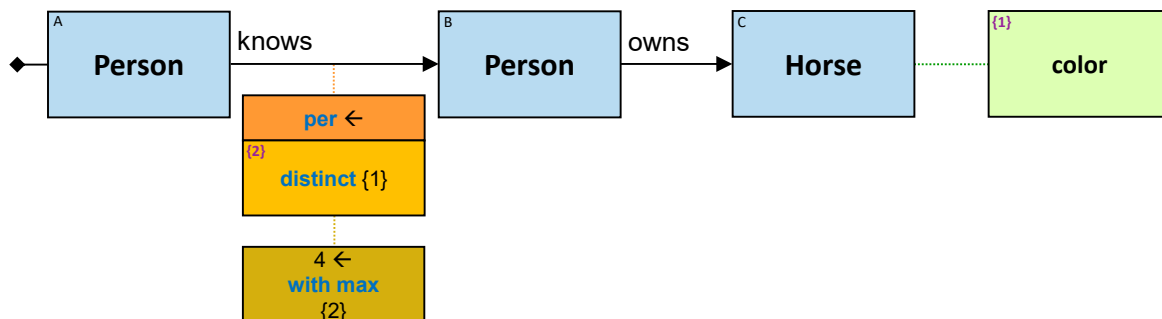 A
Person
knows
B
Person
owns
C
Horse
{1}
color
per ←
{2}
distinct {1}
4 ←
with max
{2}